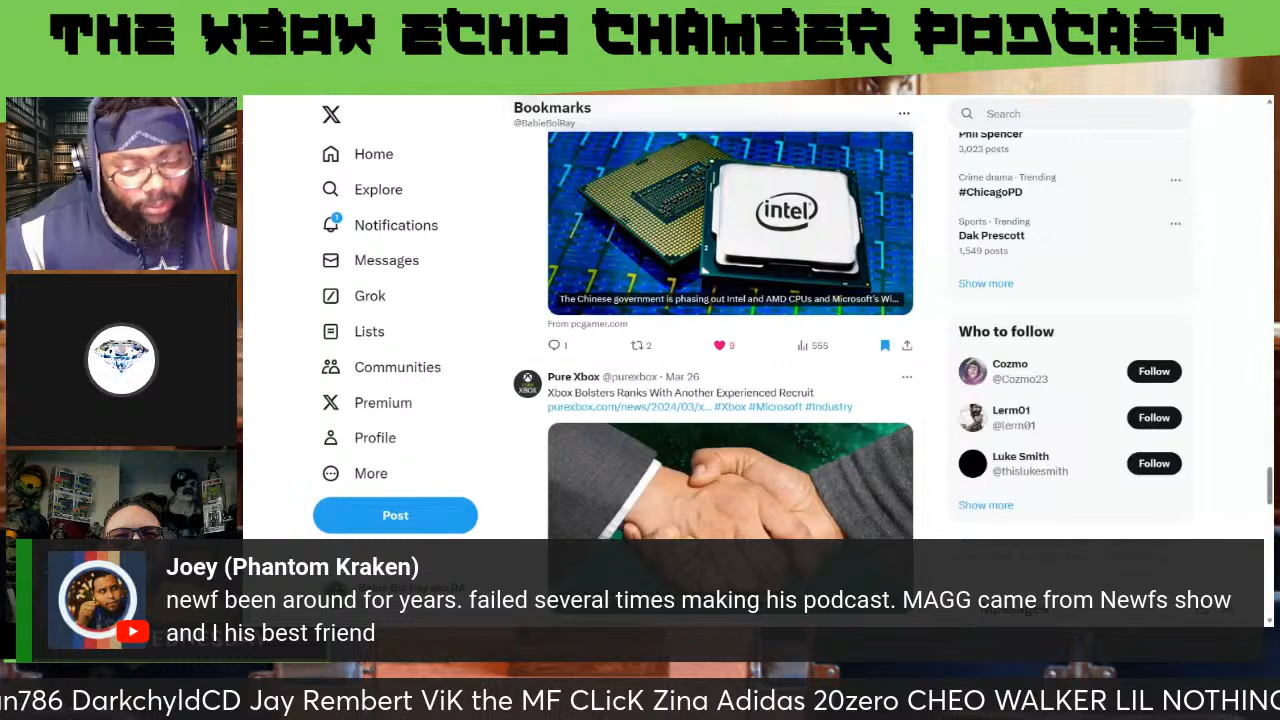 THE XBOX ECHO CHAMBER PODCAST
Bookmarks
@BabieBoiRay
Search
Home
Explore
1
Notifications
Messages
Grok
Lists
Communities
Premium
Profile
More
Post
intel
The Chinese government is phasing out Intel and AMD CPUs and Microsoft's Wi...
From pcgamer.com
1
2
9
555
Pure Xbox @purexbox · Mar 26
Xbox Bolsters Ranks With Another Experienced Recruit
purexbox.com/news/2024/03/x... #Xbox #Microsoft #Industry
PURE XBOX
Phil Spencer
3,023 posts
Crime drama · Trending
#ChicagoPD
Sports · Trending
Dak Prescott
1,549 posts
Show more
Who to follow
Cozmo
@Cozmo23
Follow
Lerm01
@lerm01
Follow
Luke Smith
@thislukesmith
Follow
Show more
Joey (Phantom Kraken)
newf been around for years. failed several times making his podcast. MAGG came from Newfs show
and I his best friend
an786 DarkchyldCD Jay Rembert ViK the MF CLicK Zina Adidas 20zero CHEO WALKER LIL NOTHING